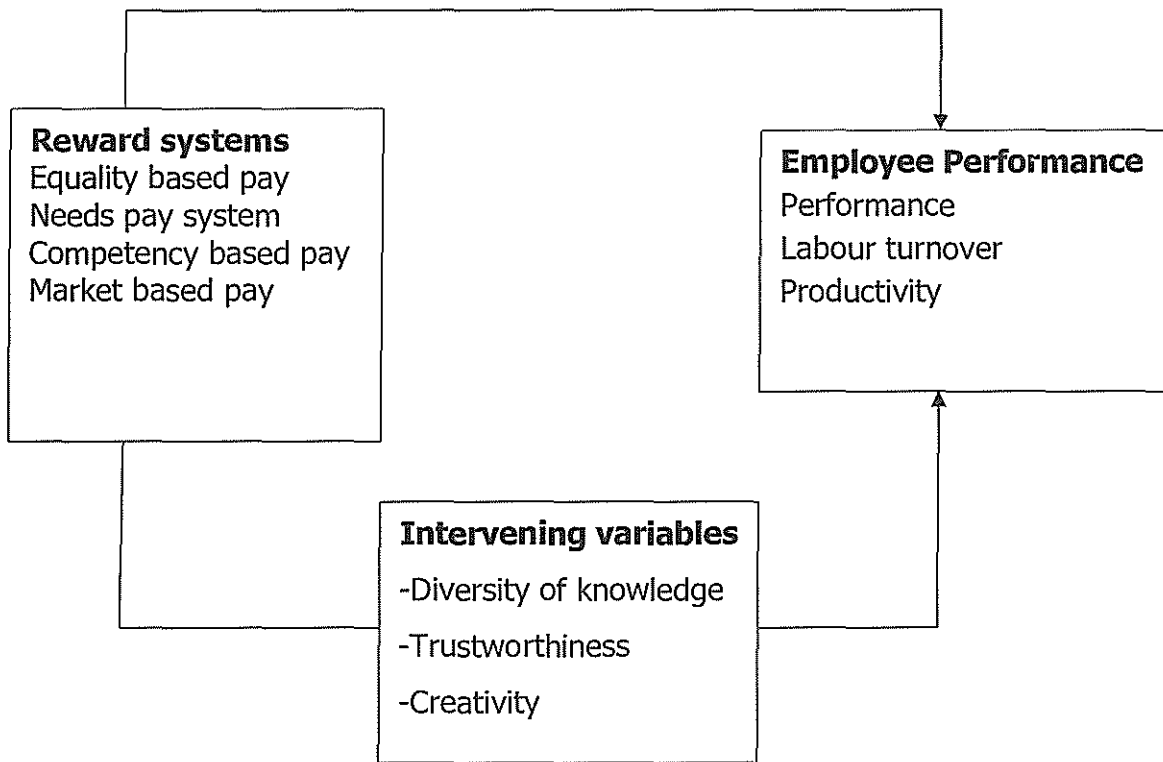 Reward systems
Equality based pay
Needs pay system
Competency based pay
Market based pay
Employee Performance
Performance
Labour turnover
Productivity
Intervening variables
-Diversity of knowledge
-Trustworthiness
-Creativity